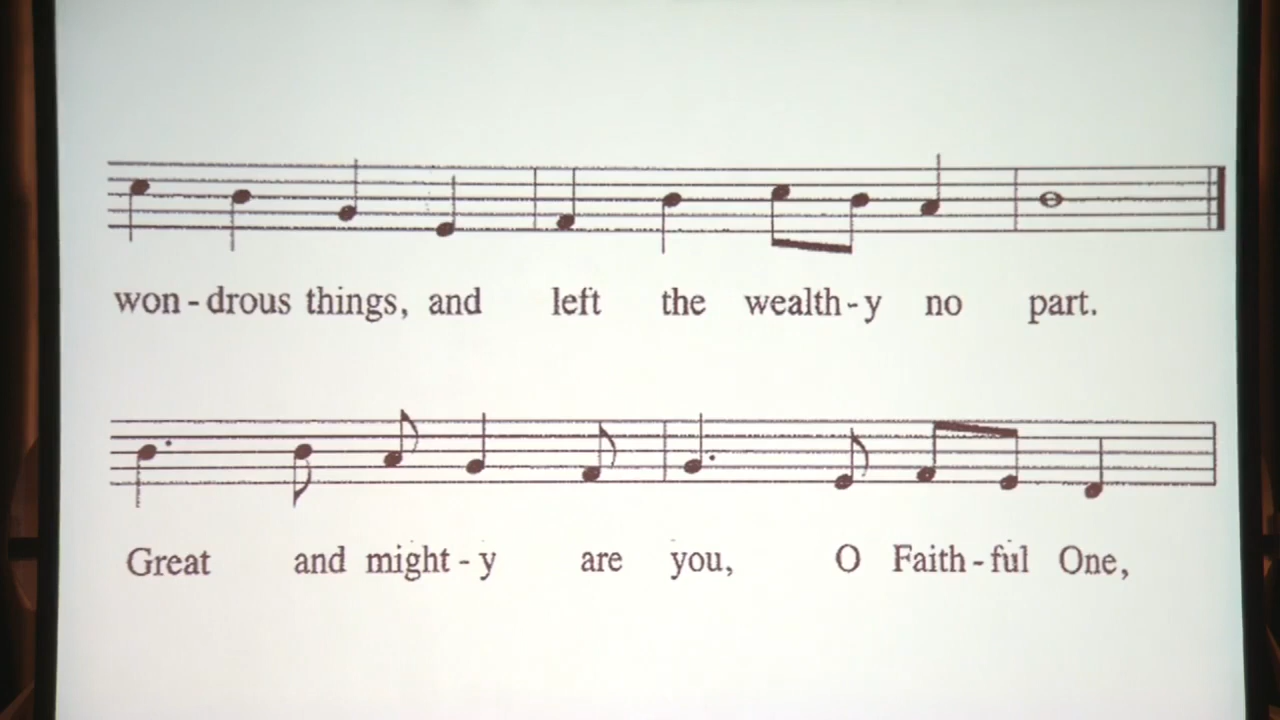 won - drous things, and left the wealth - y no part.
Great and might - y are you, O Faith - ful One,